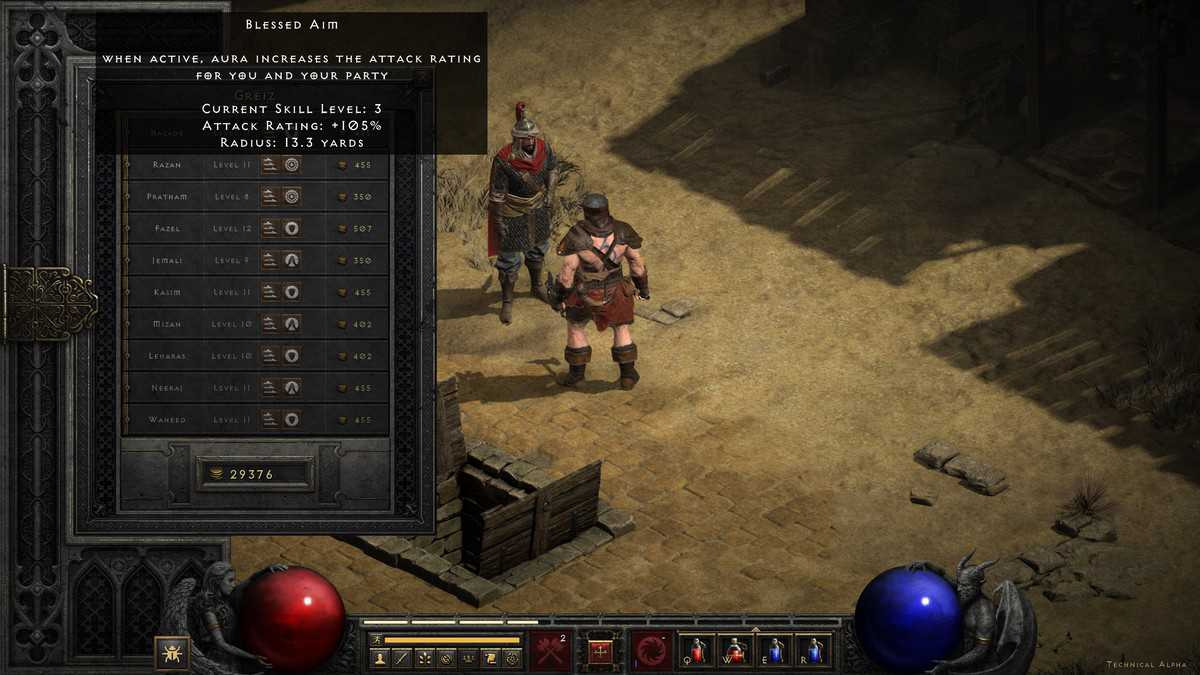 Blessed Aim
when active, aura increases the attack rating
for you and your party
Greiz
Current Skill Level: 3
Attack Rating: +105%
Radius: 13.3 yards
Razan Level 11 455
Pratham Level 8 350
Fazel Level 12 507
Jemali Level 9 350
Kasim Level 11 455
Mizan Level 10 402
Leharas Level 10 402
Neeraj Level 11 455
Waheed Level 11 455
29376
2
Q W E R
Technical Alpha